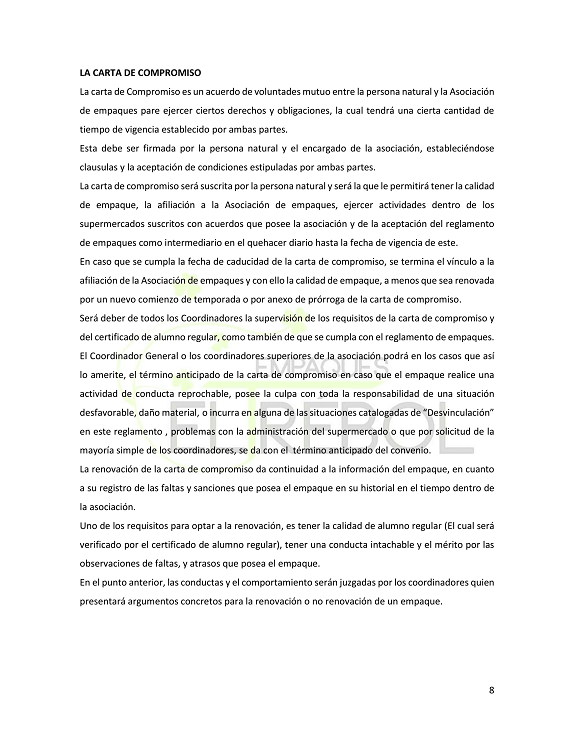 LA CARTA DE COMPROMISO
La carta de Compromiso es un acuerdo de voluntades mutuo entre la persona natural y la Asociación
de empaques pare ejercer ciertos derechos y obligaciones, la cual tendrá una cierta cantidad de
tiempo de vigencia establecido por ambas partes.
Esta debe ser firmada por la persona natural y el encargado de la asociación, estableciéndose
clausulas y la aceptación de condiciones estipuladas por ambas partes.
La carta de compromiso será suscrita por la persona natural y será la que le permitirá tener la calidad
de empaque, la afiliación a la Asociación de empaques, ejercer actividades dentro de los
supermercados suscritos con acuerdos que posee la asociación y de la aceptación del reglamento
de empaques como intermediario en el quehacer diario hasta la fecha de vigencia de este.
En caso que se cumpla la fecha de caducidad de la carta de compromiso, se termina el vínculo a la
afiliación de la Asociación de empaques y con ello la calidad de empaque, a menos que sea renovada
por un nuevo comienzo de temporada o por anexo de prórroga de la carta de compromiso.
Será deber de todos los Coordinadores la supervisión de los requisitos de la carta de compromiso y
del certificado de alumno regular, como también de que se cumpla con el reglamento de empaques.
El Coordinador General o los coordinadores superiores de la asociación podrá en los casos que así
lo amerite, el término anticipado de la carta de compromiso en caso que el empaque realice una
actividad de conducta reprochable, posee la culpa con toda la responsabilidad de una situación
desfavorable, daño material, o incurra en alguna de las situaciones catalogadas de “Desvinculación”
en este reglamento , problemas con la administración del supermercado o que por solicitud de la
mayoría simple de los coordinadores, se da con el término anticipado del convenio.
La renovación de la carta de compromiso da continuidad a la información del empaque, en cuanto
a su registro de las faltas y sanciones que posea el empaque en su historial en el tiempo dentro de
la asociación.
Uno de los requisitos para optar a la renovación, es tener la calidad de alumno regular (El cual será
verificado por el certificado de alumno regular), tener una conducta intachable y el mérito por las
observaciones de faltas, y atrasos que posea el empaque.
En el punto anterior, las conductas y el comportamiento serán juzgadas por los coordinadores quien
presentará argumentos concretos para la renovación o no renovación de un empaque.
EMPAQUES
EL TREBOL
8